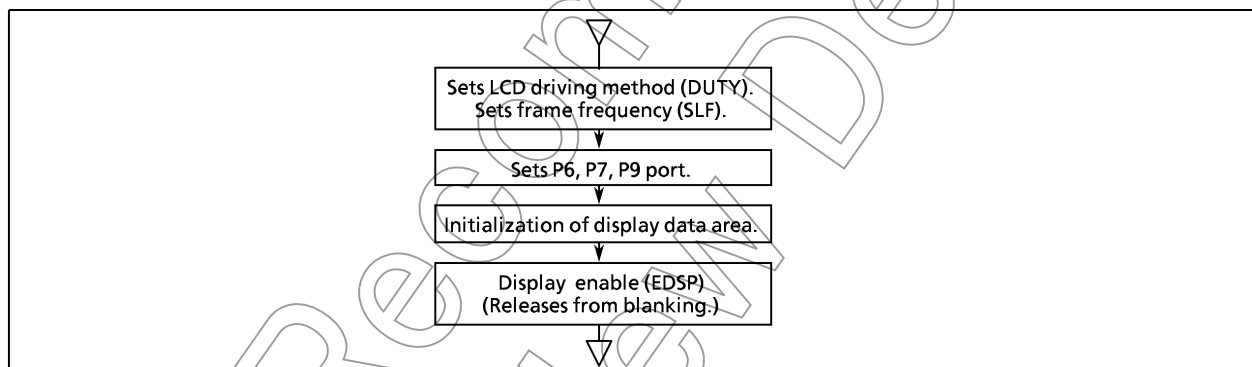 Sets LCD driving method (DUTY).
Sets frame frequency (SLF).
Sets P6, P7, P9 port.
Initialization of display data area.
Display enable (EDSP)
(Releases from blanking.)